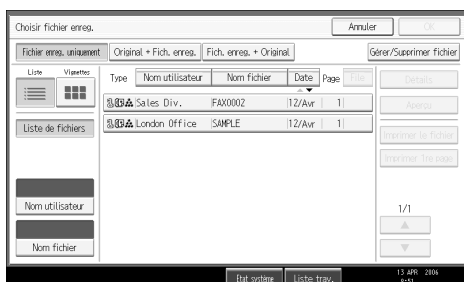 Choisir fichier enreg.
Annuler
OK
Fichier enreg. uniquement
Original + Fich. enreg.
Fich. enreg. + Original
Gérer/Supprimer fichier
Liste
Vignettes
Type
Nom utilisateur
Nom fichier
Date
Page
File
Détails
Aperçu
Sales Div.
FAX0002
12/Avr
1
London Office
SAMPLE
12/Avr
1
Liste de fichiers
Imprimer le fichier
Imprimer 1re page
Nom utilisateur
Nom fichier
1/1
Etat système
Liste trav.
13 APR 2006
8:51